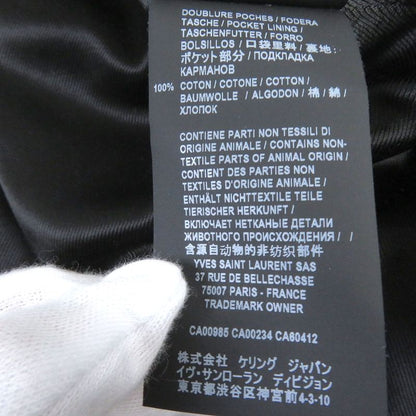 DOUBLURE POCHES / FODERA
TASCHE / POCKET LINING /
TASCHENFUTTER / FORRO
BOLSILLOS / 口袋里料 / 裏地:
ポケット部分 / ПОДКЛАДКА
КАРМАНОВ
100% COTON / COTONE / COTTON /
BAUMWOLLE / ALGODON / 棉 / 綿 /
ХЛОПОК
CONTIENE PARTI NON TESSILI DI
ORIGINE ANIMALE / CONTAINS NON-
TEXTILE PARTS OF ANIMAL ORIGIN /
CONTIENT DES PARTIES NON
TEXTILES D'ORIGINE ANIMALE /
ENTHÄLT NICHTTEXTILE TEILE
TIERISCHER HERKUNFT /
ВКЛЮЧАЕТ НЕТКАНЫЕ ДЕТАЛИ
ЖИВОТНОГО ПРОИСХОЖДЕНИЯ /
含源自动物的非纺织部件
YVES SAINT LAURENT SAS
37 RUE DE BELLECHASSE
75007 PARIS - FRANCE
TRADEMARK OWNER
CA00985 CA00234 CA60412
株式会社 ケリング ジャパン
イヴ・サンローラン ディビジョン
東京都渋谷区神宮前4-3-10